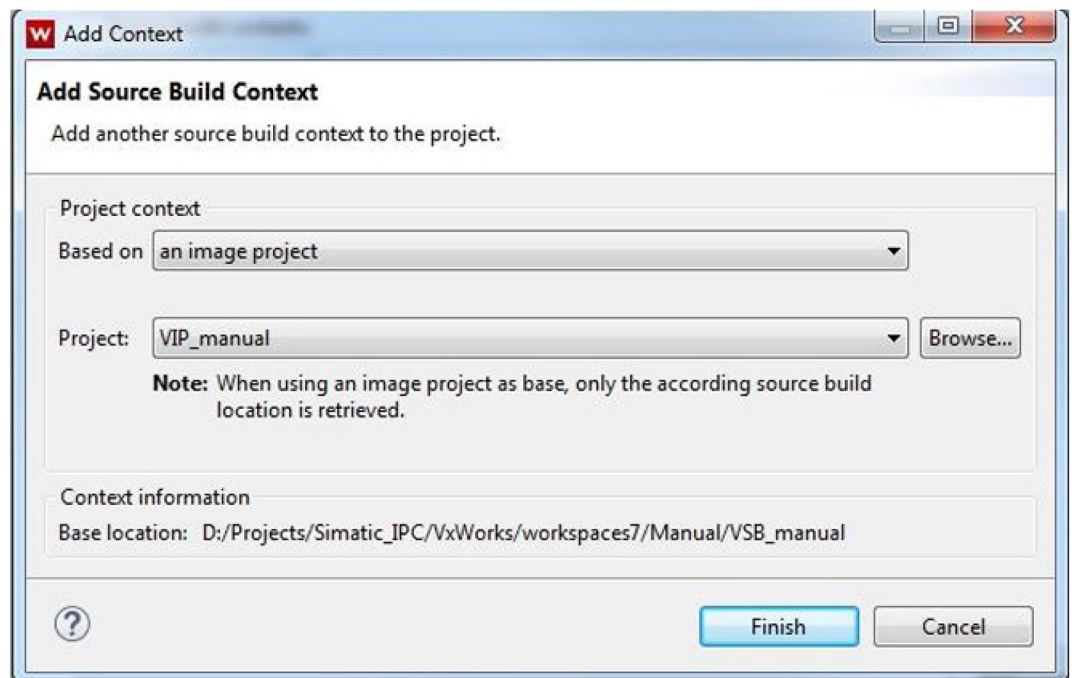 W Add Context
Add Source Build Context
Add another source build context to the project.
Project context
Based on an image project
Project: VIP_manual Browse...
Note: When using an image project as base, only the according source build
location is retrieved.
Context information
Base location: D:/Projects/Simatic_IPC/VxWorks/workspaces7/Manual/VSB_manual
? Finish Cancel